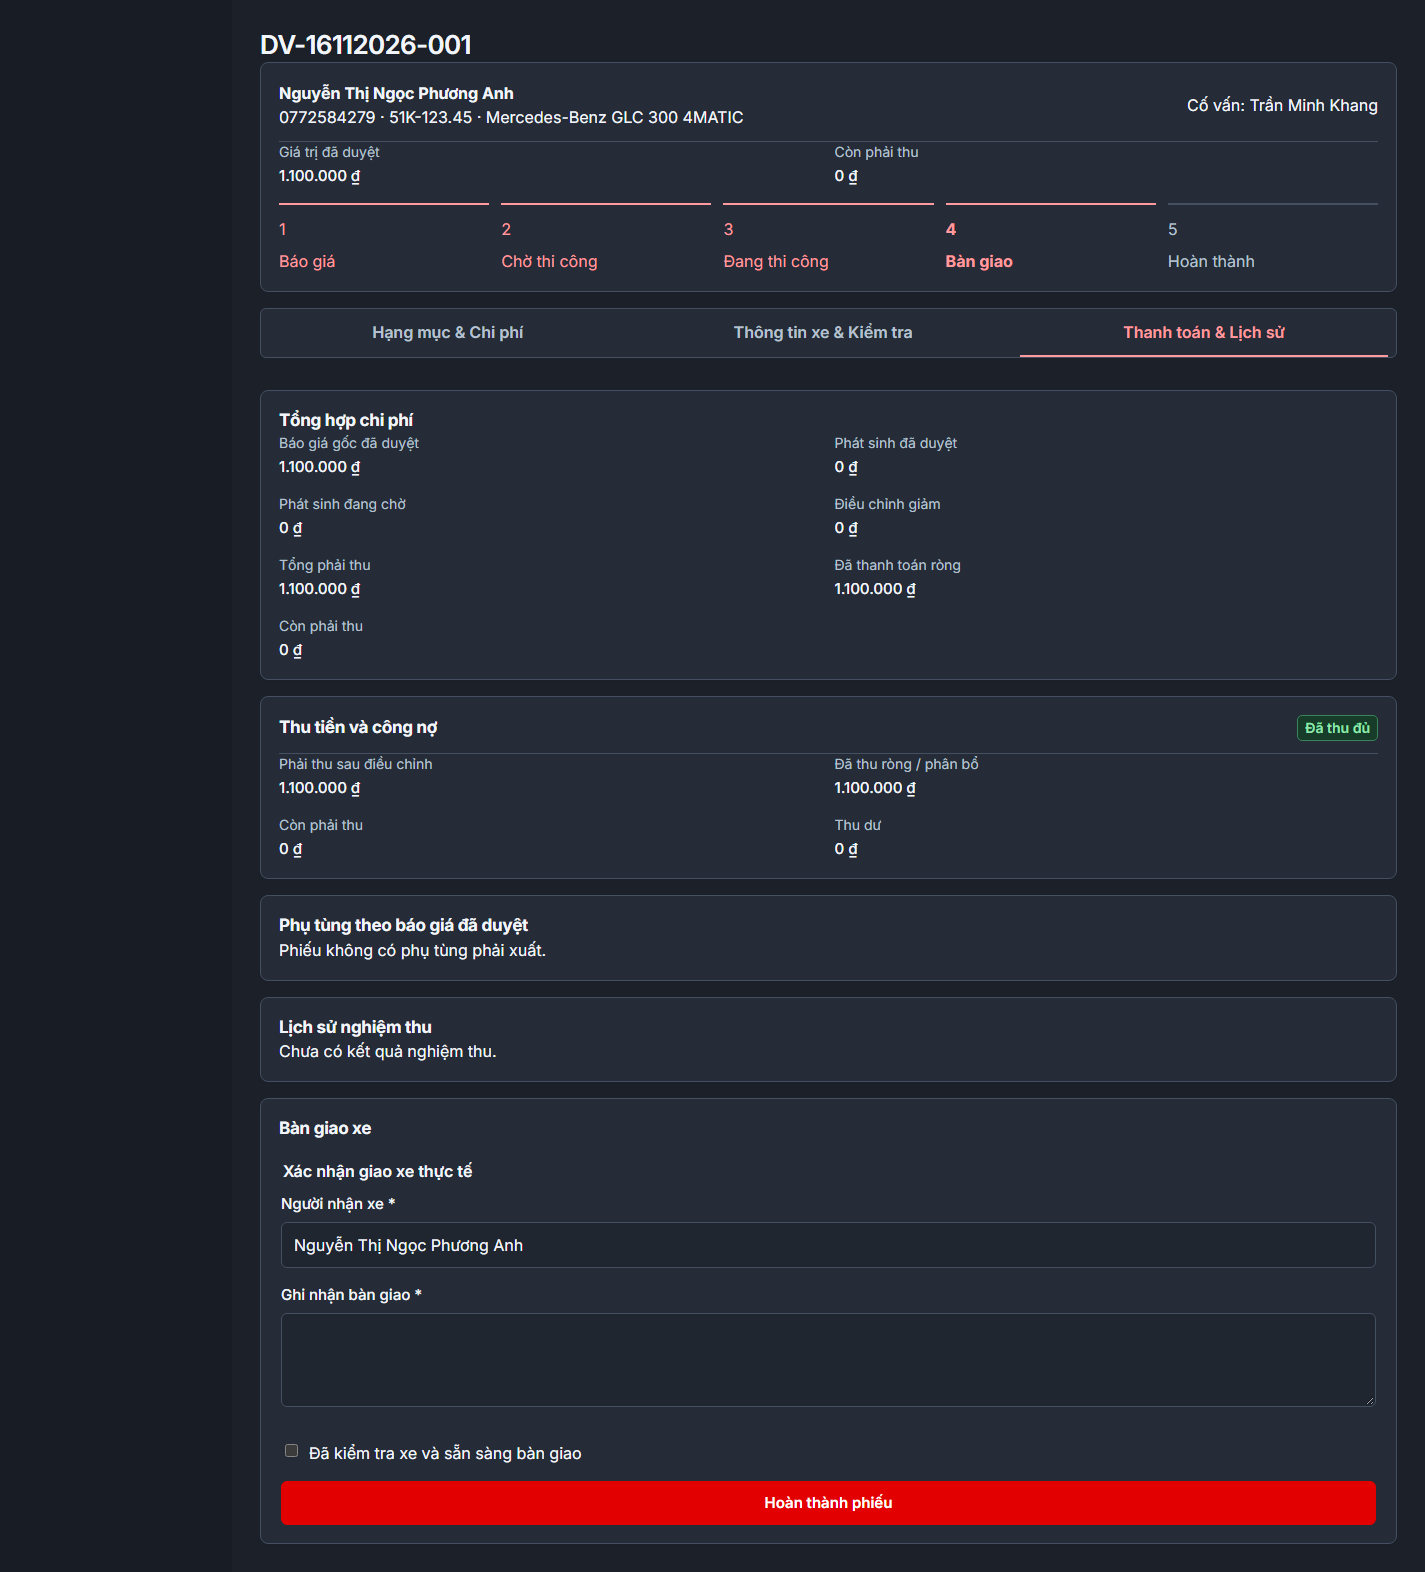 DV-16112026-001
Nguyễn Thị Ngọc Phương Anh
0772584279 · 51K-123.45 · Mercedes-Benz GLC 300 4MATIC
Cố vấn: Trần Minh Khang
Giá trị đã duyệt
1.100.000 ₫
Còn phải thu
0 ₫
1
Báo giá
2
Chờ thi công
3
Đang thi công
4
Bàn giao
5
Hoàn thành
Hạng mục & Chi phí
Thông tin xe & Kiểm tra
Thanh toán & Lịch sử
Tổng hợp chi phí
Báo giá gốc đã duyệt
1.100.000 ₫
Phát sinh đã duyệt
0 ₫
Phát sinh đang chờ
0 ₫
Điều chỉnh giảm
0 ₫
Tổng phải thu
1.100.000 ₫
Đã thanh toán ròng
1.100.000 ₫
Còn phải thu
0 ₫
Thu tiền và công nợ
Đã thu đủ
Phải thu sau điều chỉnh
1.100.000 ₫
Đã thu ròng / phân bổ
1.100.000 ₫
Còn phải thu
0 ₫
Thu dư
0 ₫
Phụ tùng theo báo giá đã duyệt
Phiếu không có phụ tùng phải xuất.
Lịch sử nghiệm thu
Chưa có kết quả nghiệm thu.
Bàn giao xe
Xác nhận giao xe thực tế
Người nhận xe *
Nguyễn Thị Ngọc Phương Anh
Ghi nhận bàn giao *
Đã kiểm tra xe và sẵn sàng bàn giao
Hoàn thành phiếu